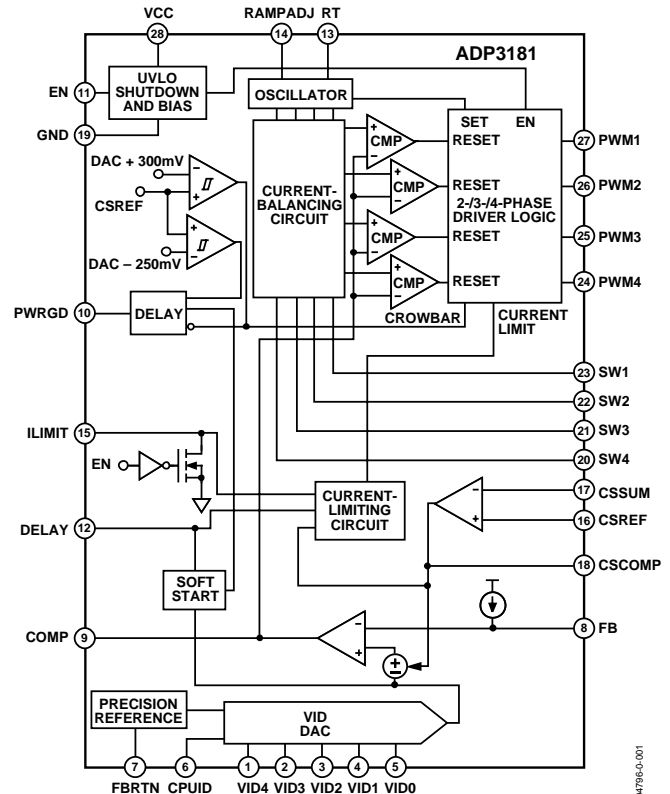 VCC
RAMPADJ RT
28
14
13
ADP3181
UVLO
SHUTDOWN
AND BIAS
EN 11
OSCILLATOR
SET EN
GND 19
+
CMP
–
RESET
27 PWM1
DAC + 300mV
–
+
CSREF
CURRENT-
BALANCING
CIRCUIT
+
CMP
–
RESET
2-/3-/4-PHASE
DRIVER LOGIC
26 PWM2
+
–
DAC – 250mV
+
CMP
–
RESET
25 PWM3
+
CMP
–
RESET
24 PWM4
PWRGD 10
DELAY
CROWBAR
CURRENT
LIMIT
23 SW1
22 SW2
ILIMIT 15
21 SW3
EN
20 SW4
CURRENT-
LIMITING
CIRCUIT
–
17 CSSUM
+
16 CSREF
DELAY 12
18 CSCOMP
SOFT
START
COMP 9
–
+
8 FB
±
PRECISION
REFERENCE
VID
DAC
7 6 1 2 3 4 5
FBRTN CPUID VID4 VID3 VID2 VID1 VID0
04796-0-001